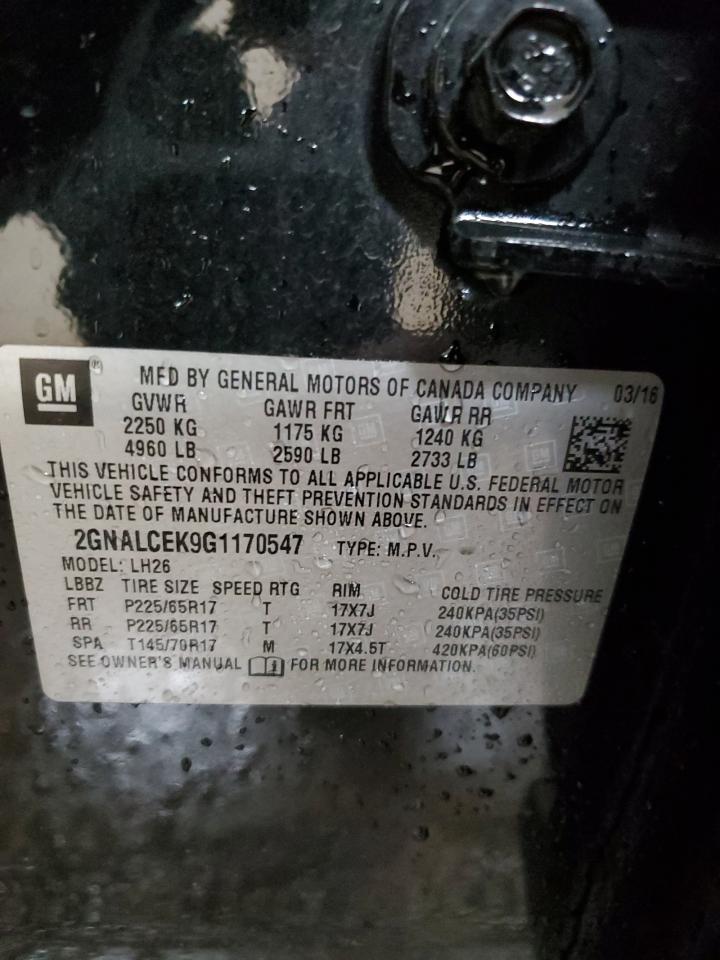 GM ® MFD BY GENERAL MOTORS OF CANADA COMPANY 03/16
GVWR GAWR FRT GAWR RR
2250 KG 1175 KG 1240 KG
4960 LB 2590 LB 2733 LB
THIS VEHICLE CONFORMS TO ALL APPLICABLE U.S. FEDERAL MOTOR
VEHICLE SAFETY AND THEFT PREVENTION STANDARDS IN EFFECT ON
THE DATE OF MANUFACTURE SHOWN ABOVE.
2GNALCEK9G1170547 TYPE: M.P.V.
MODEL: LH26
LBBZ TIRE SIZE SPEED RTG RIM COLD TIRE PRESSURE
FRT P225/65R17 T 17X7J 240KPA(35PSI)
RR P225/65R17 T 17X7J 240KPA(35PSI)
SPA T145/70R17 M 17X4.5T 420KPA(60PSI)
SEE OWNER'S MANUAL FOR MORE INFORMATION.